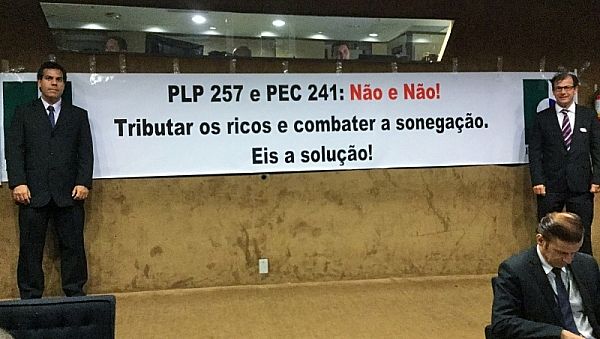 PLP 257 e PEC 241: Não e Não!
Tributar os ricos e combater a sonegação.
Eis a solução!